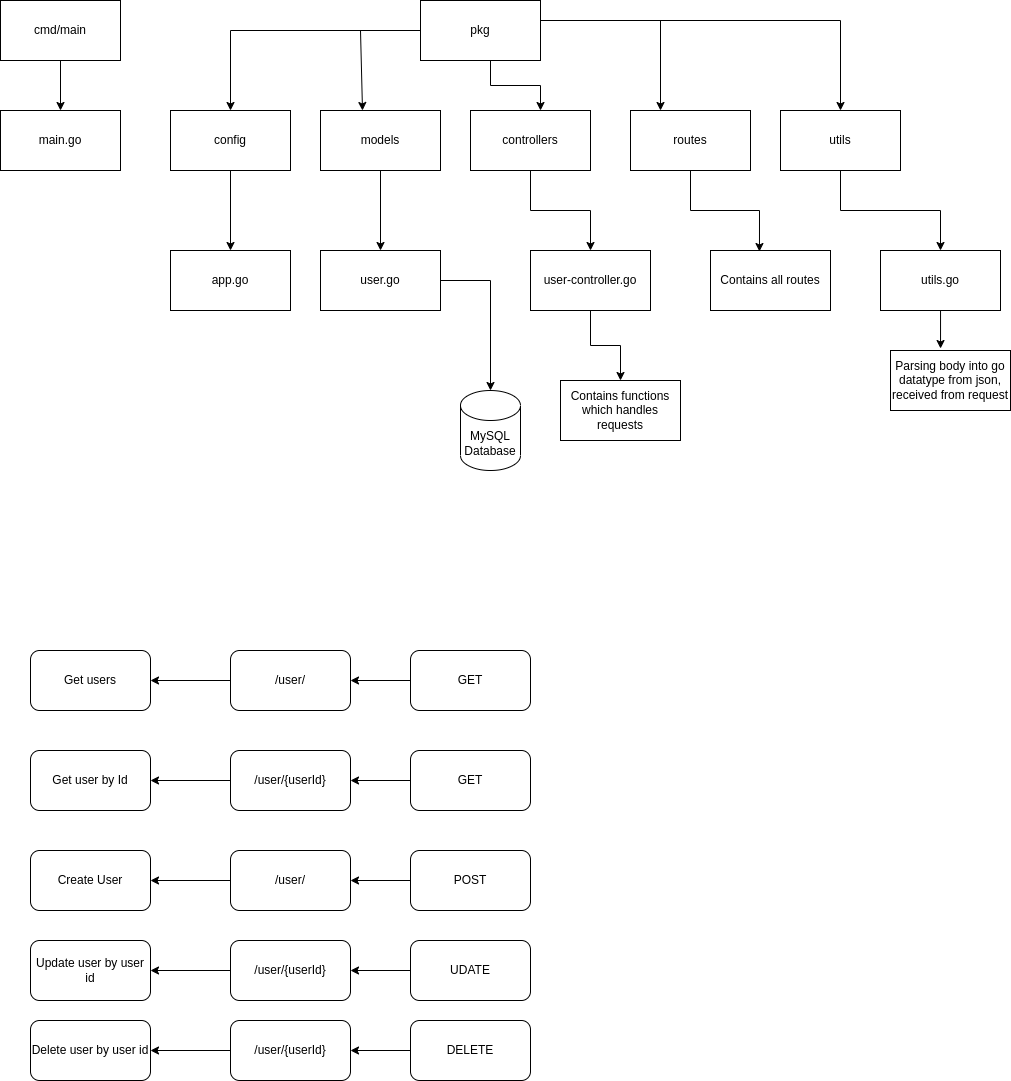 cmd/main
pkg
main.go
config
models
controllers
routes
utils
app.go
user.go
user-controller.go
Contains all routes
utils.go
Parsing body into go
datatype from json,
received from request
Contains functions
which handles
requests
MySQL
Database
Get users
/user/
GET
Get user by Id
/user/{userId}
GET
Create User
/user/
POST
Update user by user
id
/user/{userId}
UDATE
Delete user by user id
/user/{userId}
DELETE